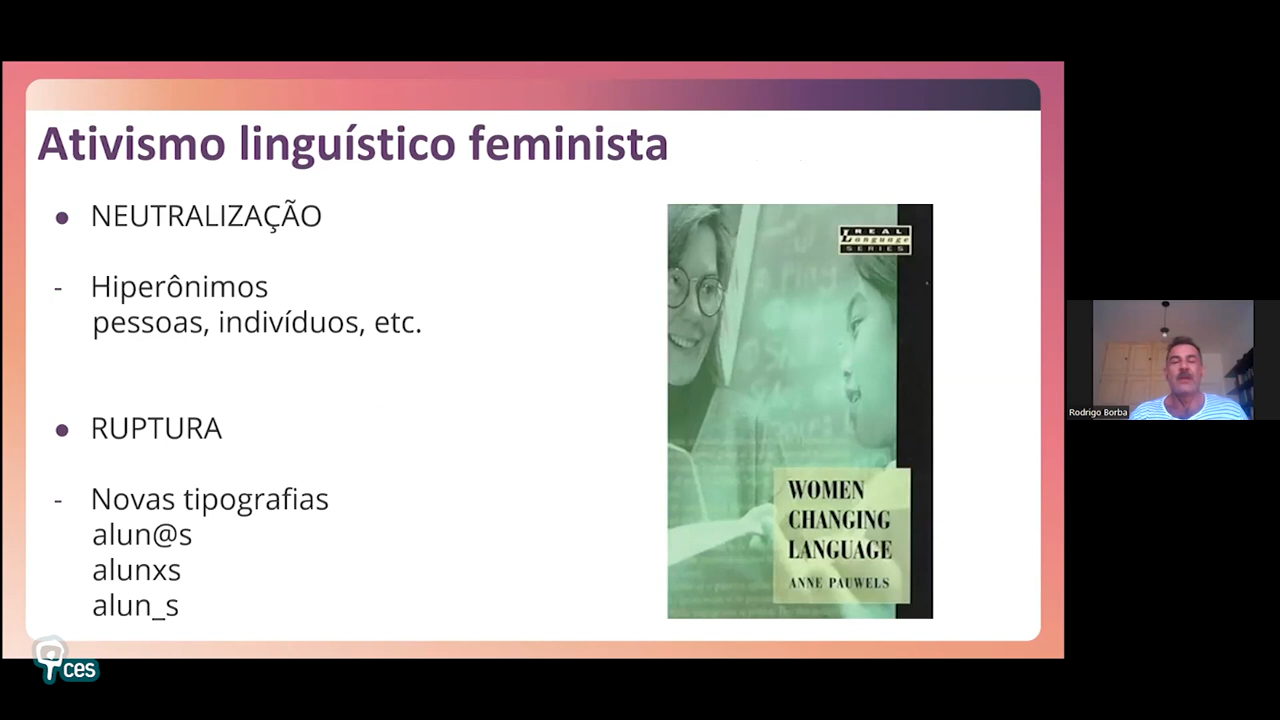 Ativismo linguístico feminista
● NEUTRALIZAÇÃO
- Hiperônimos
pessoas, indivíduos, etc.
● RUPTURA
- Novas tipografias
alun@s
alunxs
alun_s
REAL
Language
SERIES
WOMEN
CHANGING
LANGUAGE
ANNE PAUWELS
Rodrigo Borba
ces